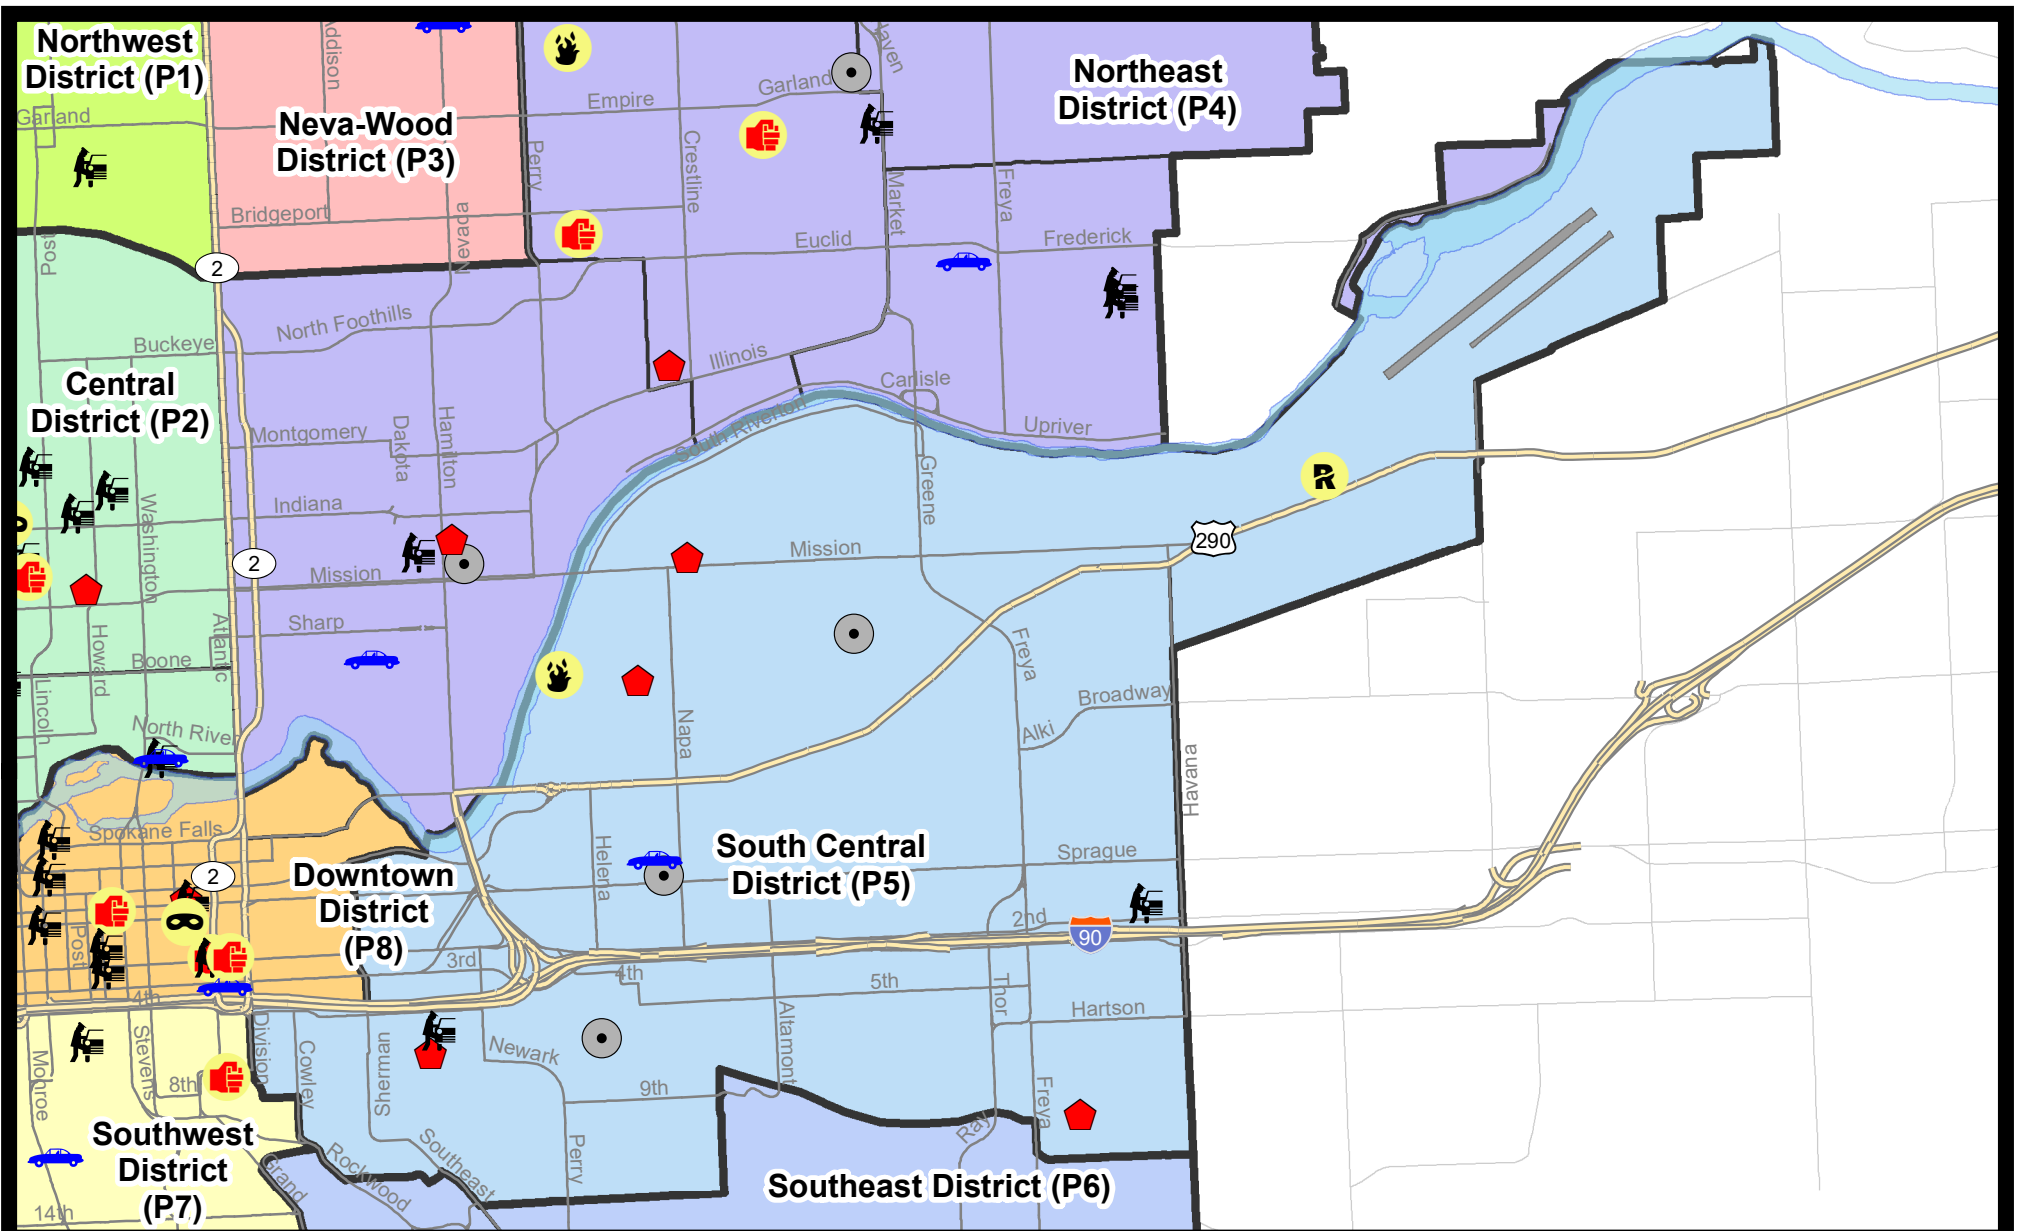 Northwest
District (P1)
Neva-Wood
District (P3)
Northeast
District (P4)
Central
District (P2)
South Central
District (P5)
Downtown
District
(P8)
Southeast District (P6)
Southwest
District
(P7)
Garland
Empire
Garland
Haven
Perry
Crestline
Market
Freya
Bridgeport
Nevada
Post
Euclid
Frederick
2
North Foothills
Buckeye
Illinois
Carlisle
Upriver
South Riverton
Montgomery
Dakota
Hamilton
Greene
Indiana
Washington
2
Mission
Mission
290
Sharp
Howard
Atlantic
Boone
Lincoln
North River
Napa
Freya
Broadway
Alki
Havana
Spokane Falls
Helena
Sprague
2
2nd
90
Post
3rd
4th
4th
5th
Thor
Hartson
Altamont
Division
Cowley
Sherman
Newark
9th
8th
Stevens
Monroe
Freya
Ray
Perry
Southeast
Rockwood
Grand
14th
R